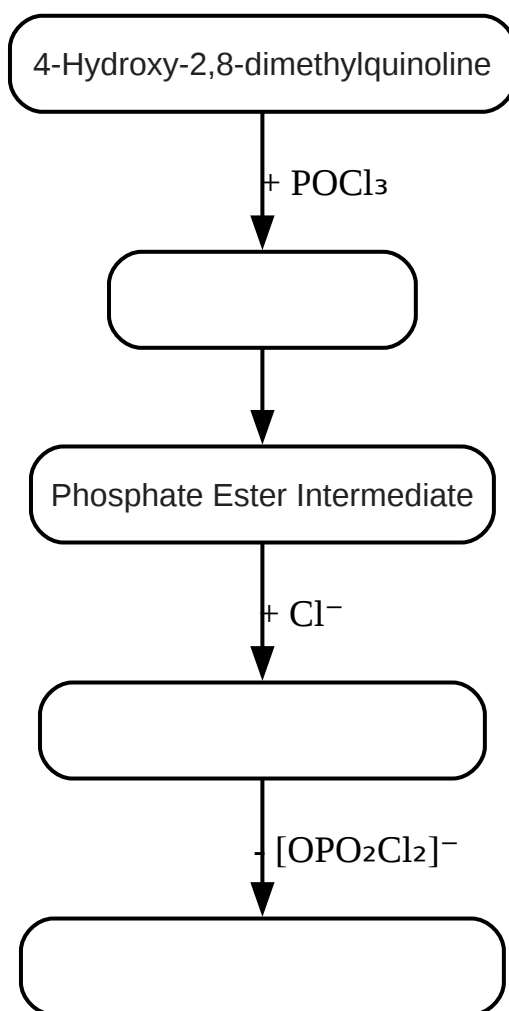 4-Hydroxy-2,8-dimethylquinoline
+ POCl₃
Phosphate Ester Intermediate
+ Cl⁻
- [OPO₂Cl₂]⁻